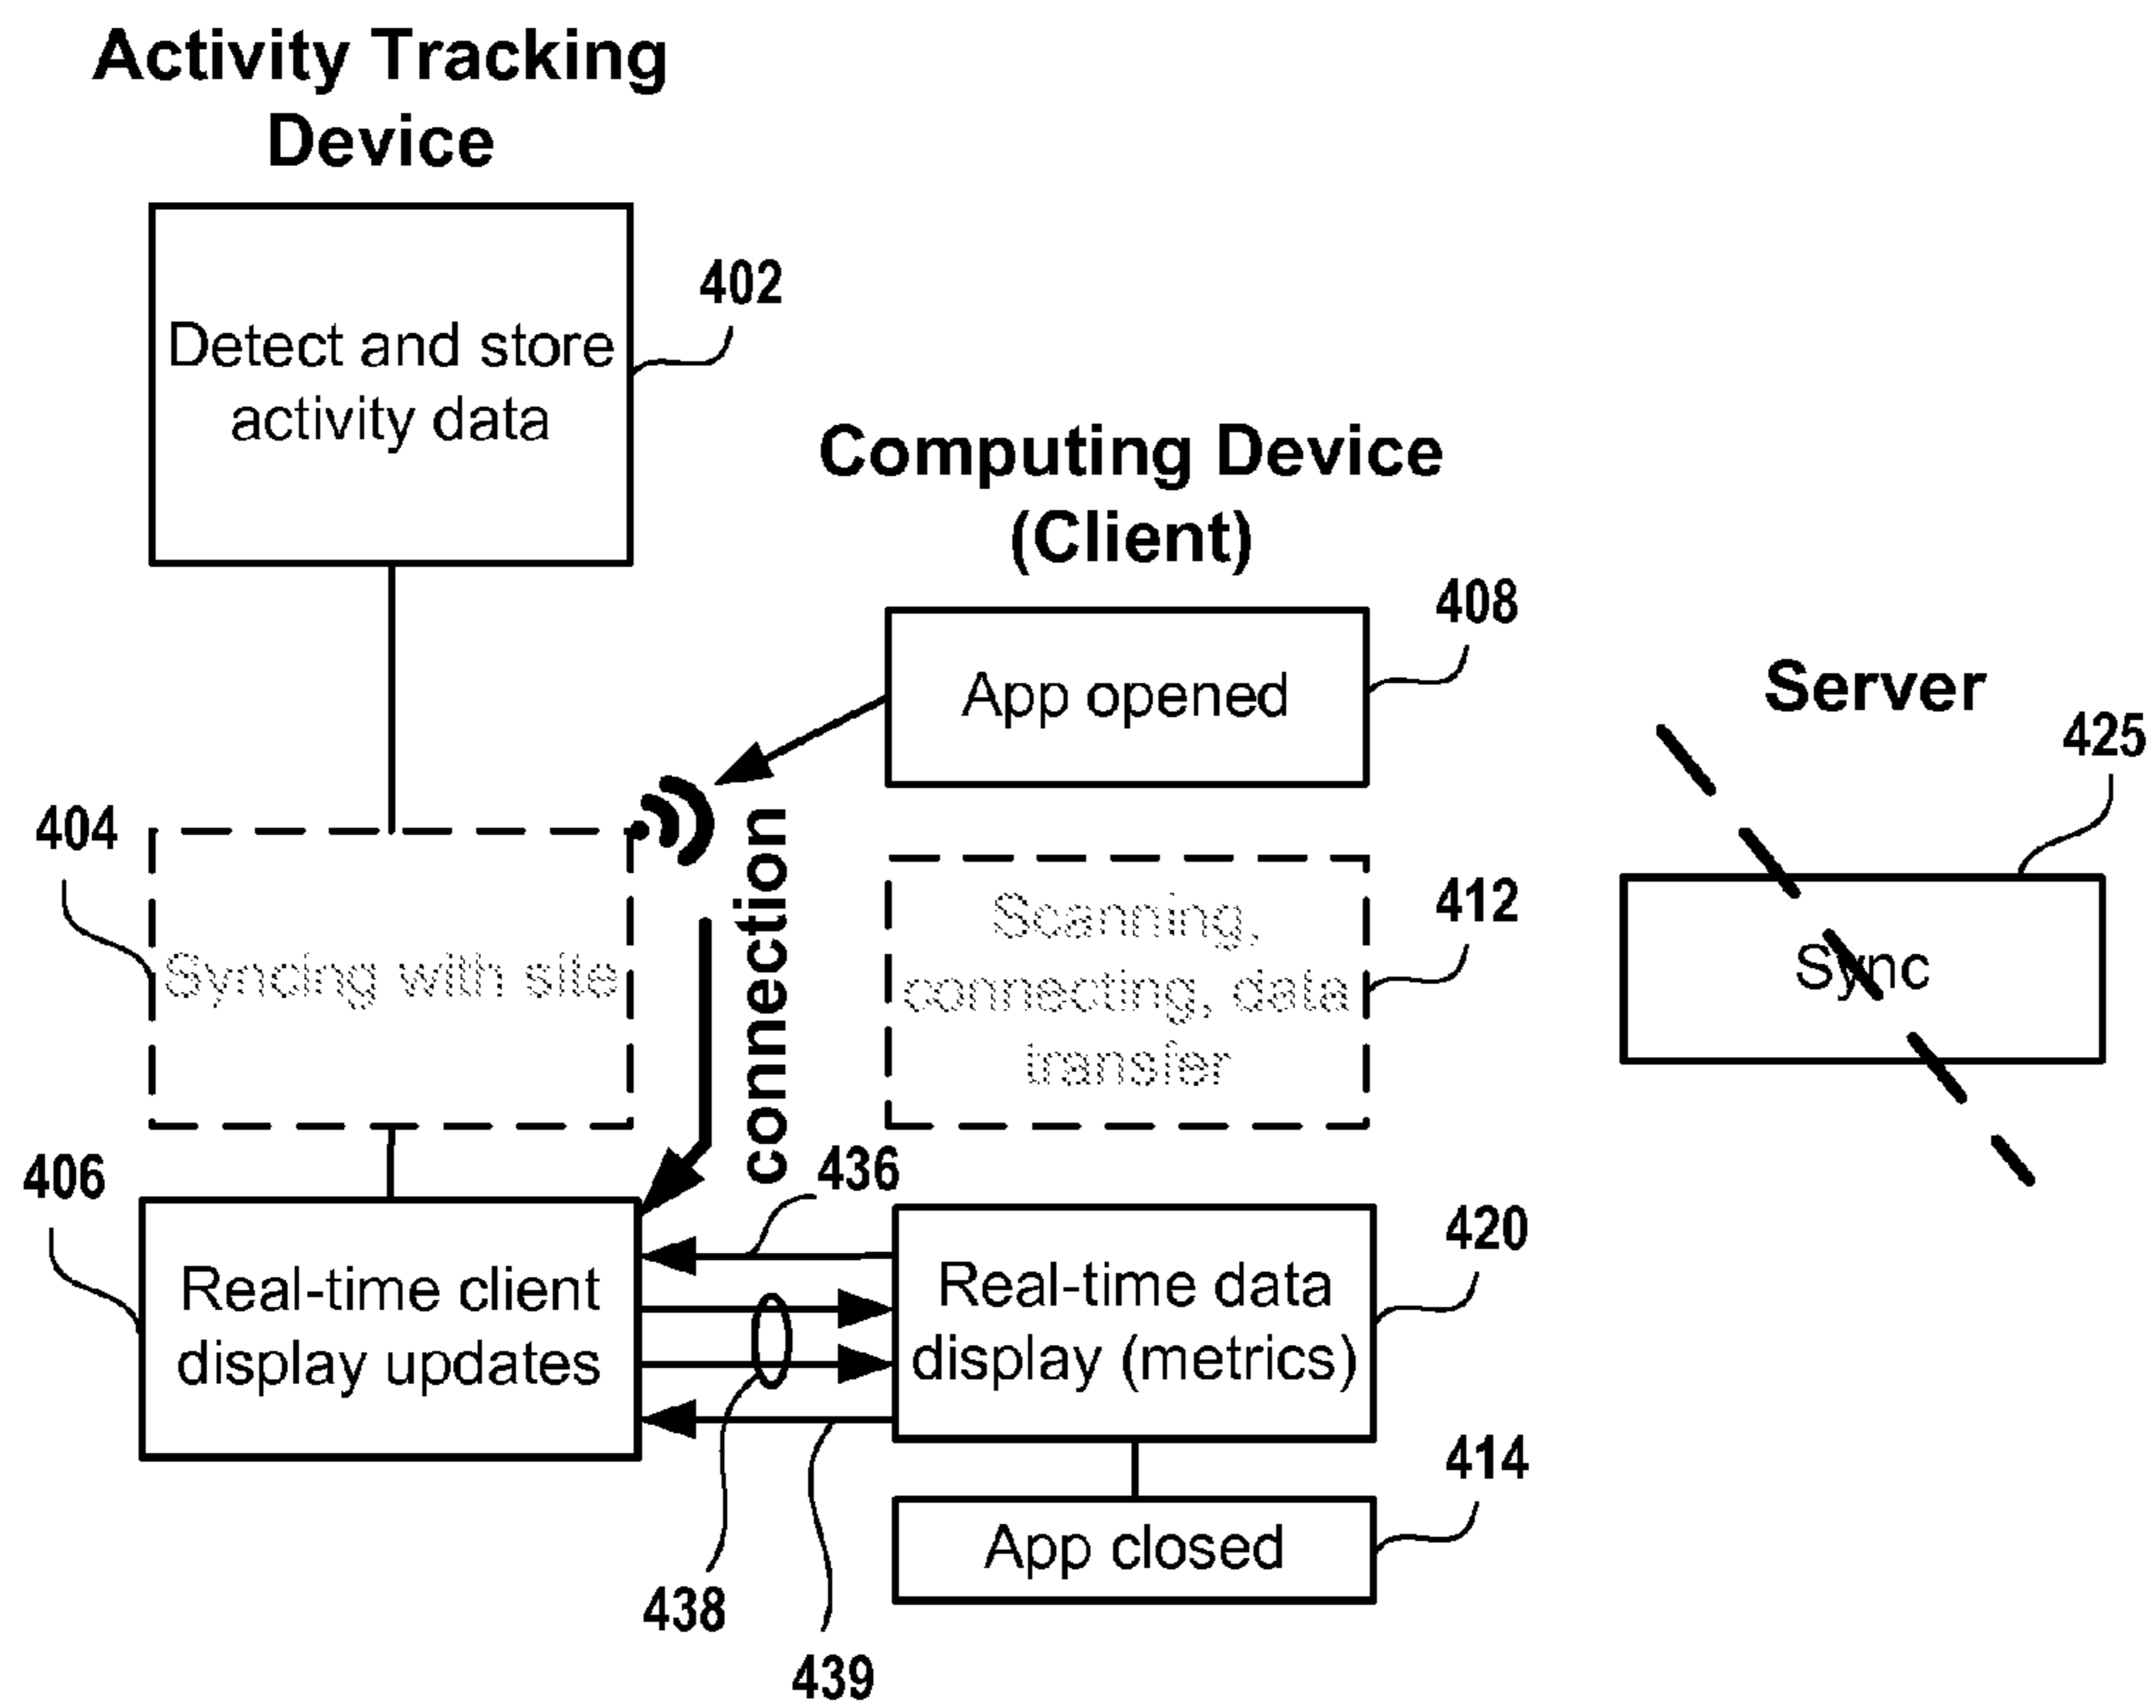 Activity Tracking
Device
402
Detect and store
activity data
Computing Device
(Client)
408
App opened
Server
425
404
Syncing with site
connection
Scanning,
connecting, data
transfer
412
Sync
406
Real-time client
display updates
436
Real-time data
display (metrics)
420
App closed
414
438
439